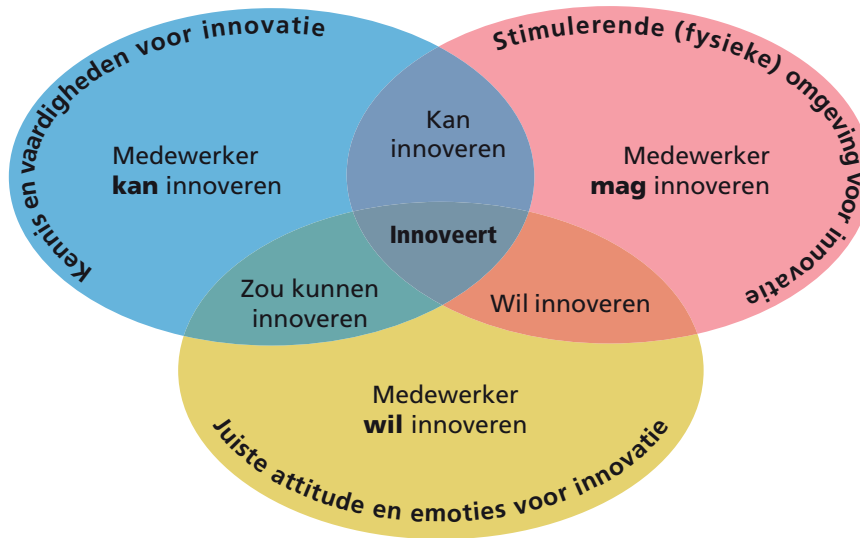 Kennis en vaardigheden voor innovatie
Stimulerende (fysieke) omgeving voor innovatie
Kan
innoveren
Medewerker
kan innoveren
Medewerker
mag innoveren
Innoveert
Zou kunnen
innoveren
Wil innoveren
Medewerker
wil innoveren
Juiste attitude en emoties voor innovatie